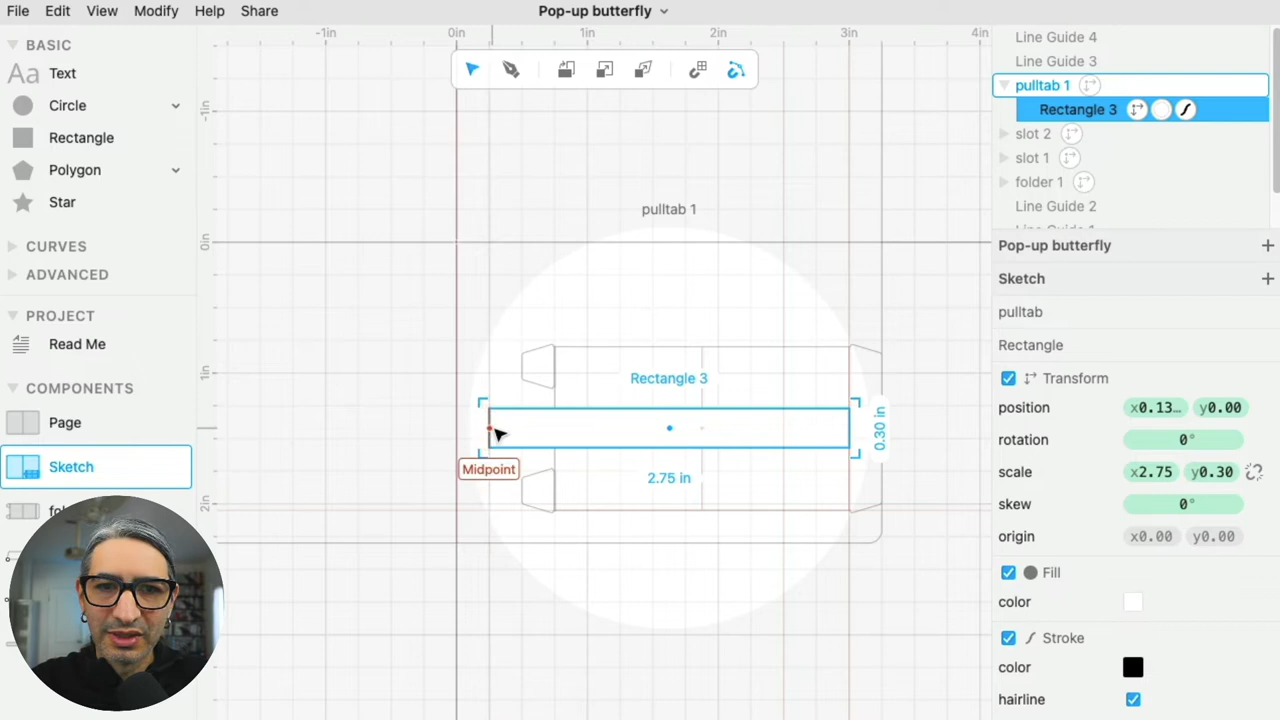 File Edit View Modify Help Share
Pop-up butterfly
BASIC
Text
Circle
Rectangle
Polygon
Star
CURVES
ADVANCED
PROJECT
Read Me
COMPONENTS
Page
Sketch
-1in 0in 1in 2in 3in 4in
-1in
0in
1in
2in
pulltab 1
Rectangle 3
0.30 in
Midpoint
2.75 in
Line Guide 4
Line Guide 3
pulltab 1
Rectangle 3
slot 2
slot 1
folder 1
Line Guide 2
Pop-up butterfly
Sketch
pulltab
Rectangle
Transform
position x0.13... y0.00
rotation 0°
scale x2.75 y0.30
skew 0°
origin x0.00 y0.00
Fill
color
Stroke
color
hairline